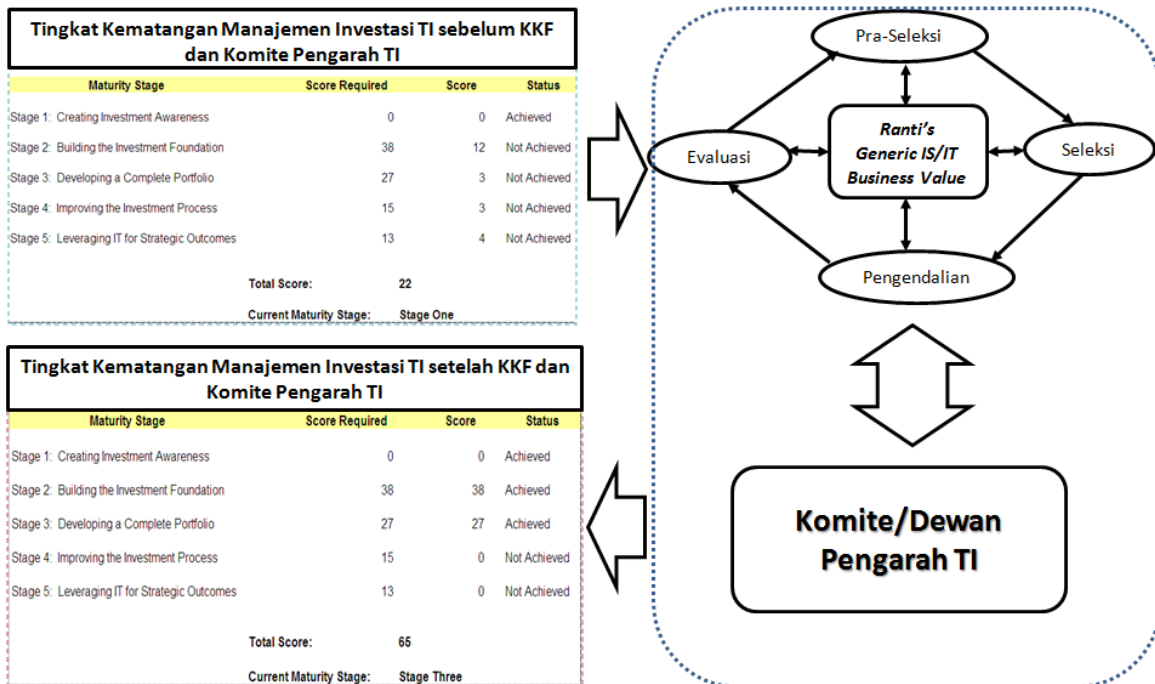 Tingkat Kematangan Manajemen Investasi TI sebelum KKF
dan Komite Pengarah TI
Maturity Stage Score Required Score Status
Stage 1: Creating Investment Awareness 0 0 Achieved
Stage 2: Building the Investment Foundation 38 12 Not Achieved
Stage 3: Developing a Complete Portfolio 27 3 Not Achieved
Stage 4: Improving the Investment Process 15 3 Not Achieved
Stage 5: Leveraging IT for Strategic Outcomes 13 4 Not Achieved
Total Score: 22
Current Maturity Stage: Stage One
Tingkat Kematangan Manajemen Investasi TI setelah KKF dan
Komite Pengarah TI
Maturity Stage Score Required Score Status
Stage 1: Creating Investment Awareness 0 0 Achieved
Stage 2: Building the Investment Foundation 38 38 Achieved
Stage 3: Developing a Complete Portfolio 27 27 Achieved
Stage 4: Improving the Investment Process 15 0 Not Achieved
Stage 5: Leveraging IT for Strategic Outcomes 13 0 Not Achieved
Total Score: 65
Current Maturity Stage: Stage Three
Pra-Seleksi
Evaluasi
Ranti's
Generic IS/IT
Business Value
Seleksi
Pengendalian
Komite/Dewan
Pengarah TI